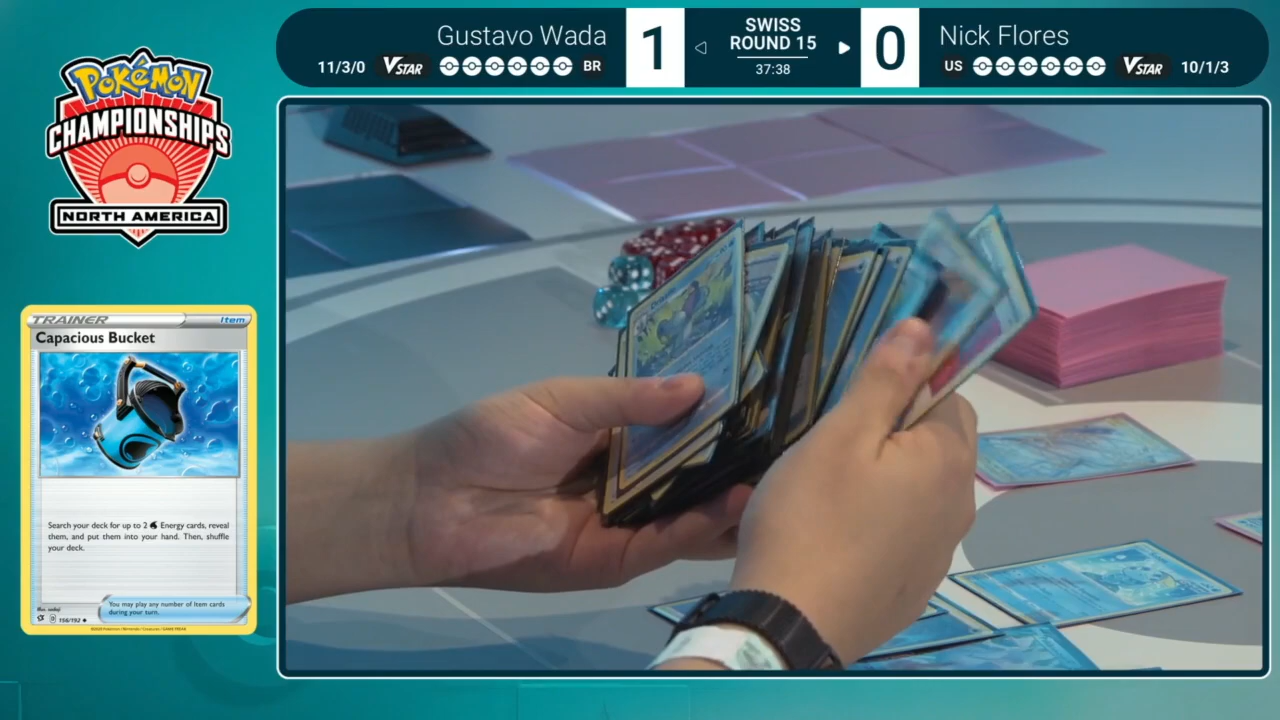 Gustavo Wada
1
SWISS
ROUND 15
37:38
0
Nick Flores
11/3/0
VSTAR
BR
US
VSTAR
10/1/3
Pokémon
CHAMPIONSHIPS
NORTH AMERICA
TRAINER
Item
Capacious Bucket
Search your deck for up to 2 Energy cards, reveal
them, and put them into your hand. Then, shuffle
your deck.
You may play any number of Item cards
during your turn.
156/192